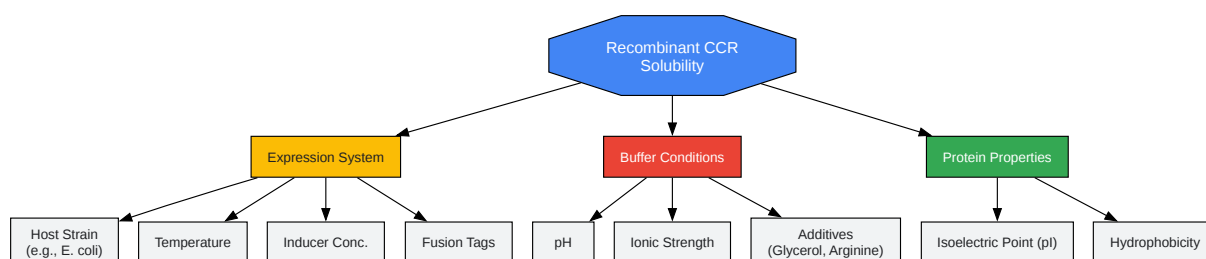 Recombinant CCR
Solubility
Expression System
Buffer Conditions
Protein Properties
Host Strain
(e.g., E. coli)
Temperature
Inducer Conc.
Fusion Tags
pH
Ionic Strength
Additives
(Glycerol, Arginine)
Isoelectric Point (pI)
Hydrophobicity